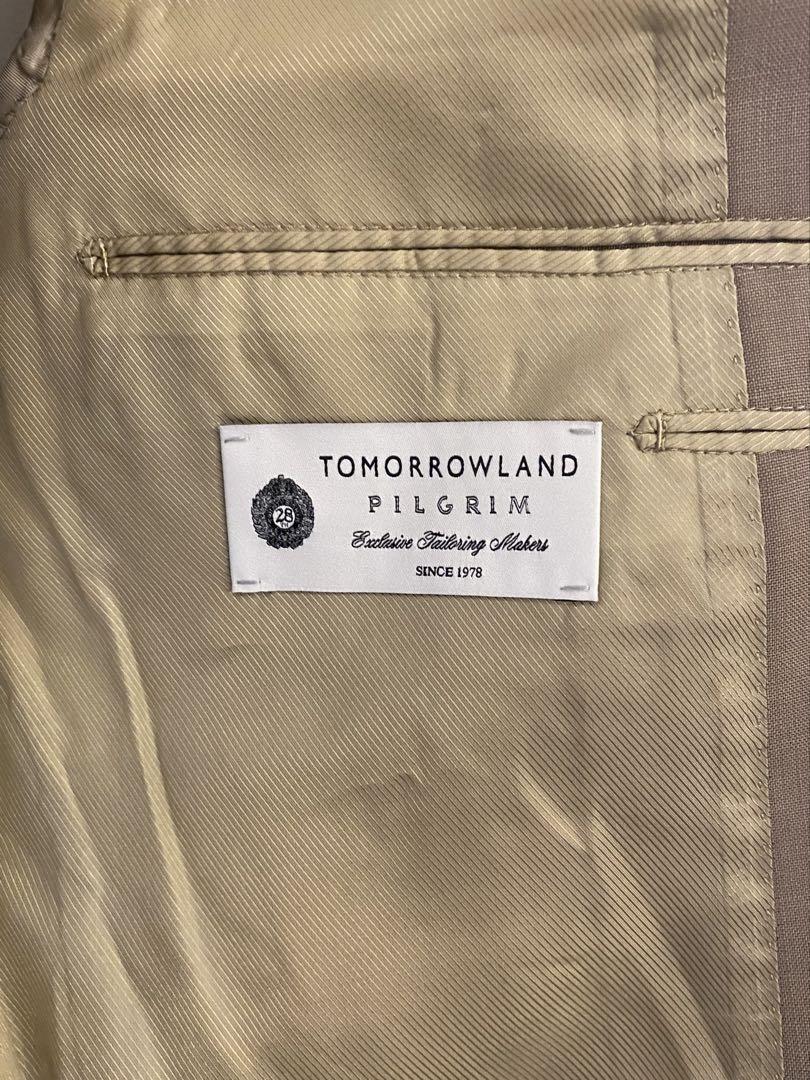 TOMORROWLAND
PILGRIM
28
Exclusive Tailoring Makers
SINCE 1978